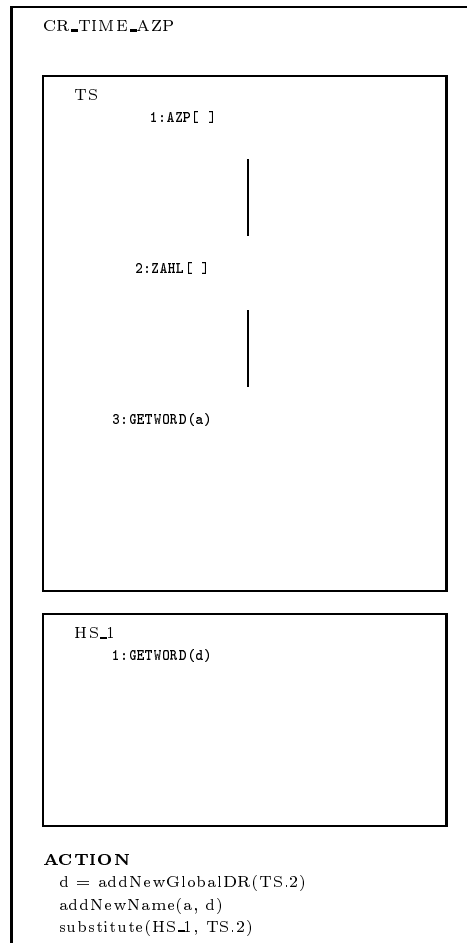 CR_TIME_AZP
TS
1:AZP[ ]
2:ZAHL[ ]
3:GETWORD(a)
HS_1
1:GETWORD(d)
ACTION
d = addNewGlobalDR(TS.2)
addNewName(a, d)
substitute(HS_1, TS.2)